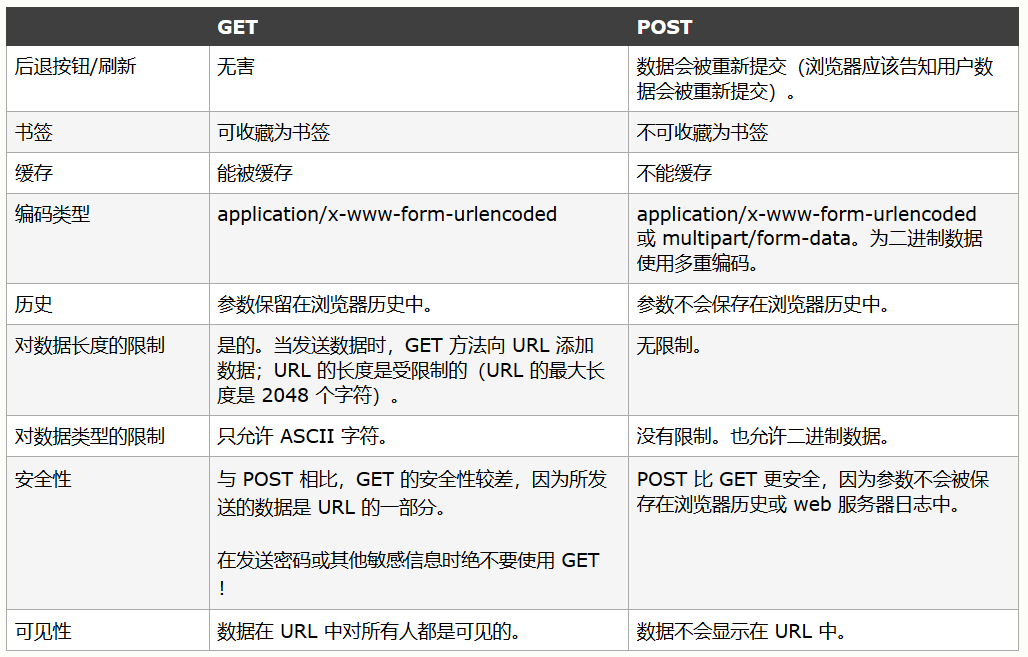 GET POST
后退按钮/刷新 无害 数据会被重新提交（浏览器应该告知用户数
据会被重新提交）。
书签 可收藏为书签 不可收藏为书签
缓存 能被缓存 不能缓存
编码类型 application/x-www-form-urlencoded application/x-www-form-urlencoded
或 multipart/form-data。为二进制数据
使用多重编码。
历史 参数保留在浏览器历史中。 参数不会保存在浏览器历史中。
对数据长度的限制 是的。当发送数据时，GET 方法向 URL 添加 无限制。
数据；URL 的长度是受限制的（URL 的最大长
度是 2048 个字符）。
对数据类型的限制 只允许 ASCII 字符。 没有限制。也允许二进制数据。
安全性 与 POST 相比，GET 的安全性较差，因为所发 POST 比 GET 更安全，因为参数不会被保
送的数据是 URL 的一部分。 存在浏览器历史或 web 服务器日志中。
在发送密码或其他敏感信息时绝不要使用 GET
！
可见性 数据在 URL 中对所有人都是可见的。 数据不会显示在 URL 中。